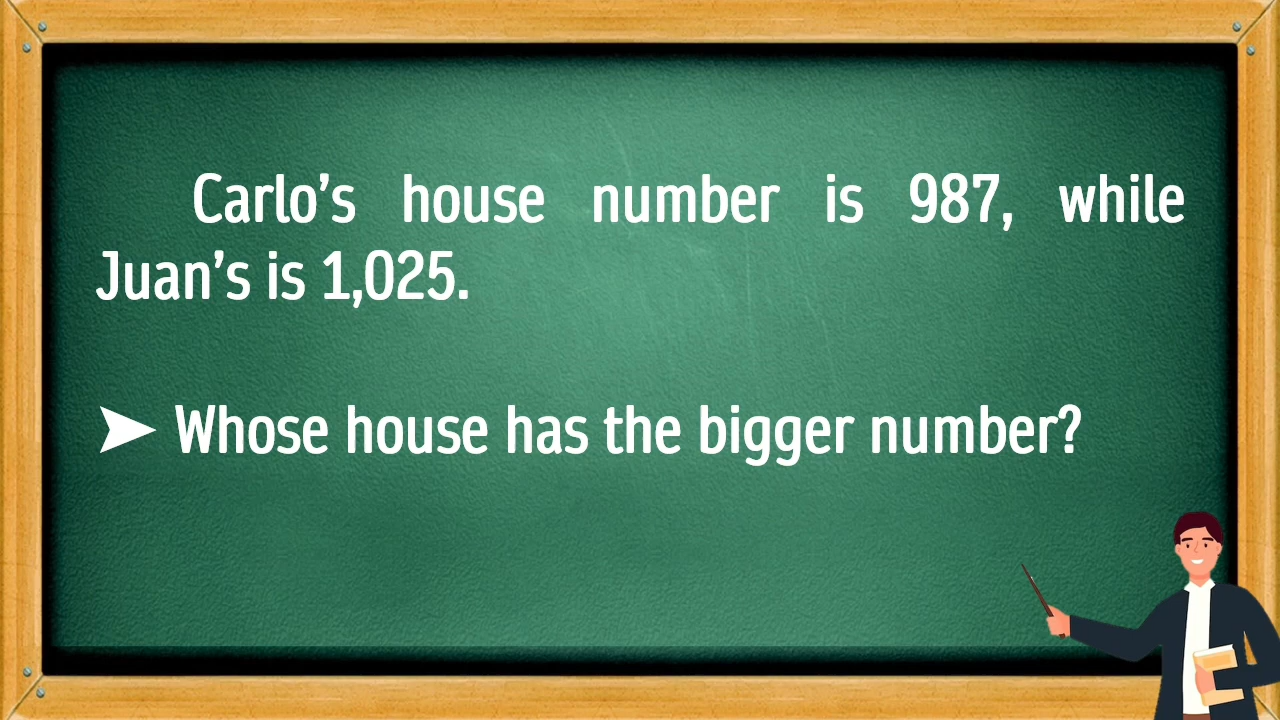 Carlo’s house number is 987, while
Juan’s is 1,025.
➤ Whose house has the bigger number?